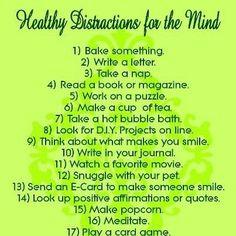 Healthy Distractions for the Mind
1) Bake something.
2) Write a letter.
3) Take a nap.
4) Read a book or magazine.
5) Work on a puzzle.
6) Make a cup of tea.
7) Take a hot bubble bath.
8) Look for D.I.Y. Projects on line.
9) Think about what makes you smile.
10) Write in your journal.
11) Watch a favorite movie.
12) Snuggle with your pet.
13) Send an E-Card to make someone smile.
14) Look up positive affirmations or quotes.
15) Make popcorn.
16) Meditate.
17) Play a card game.